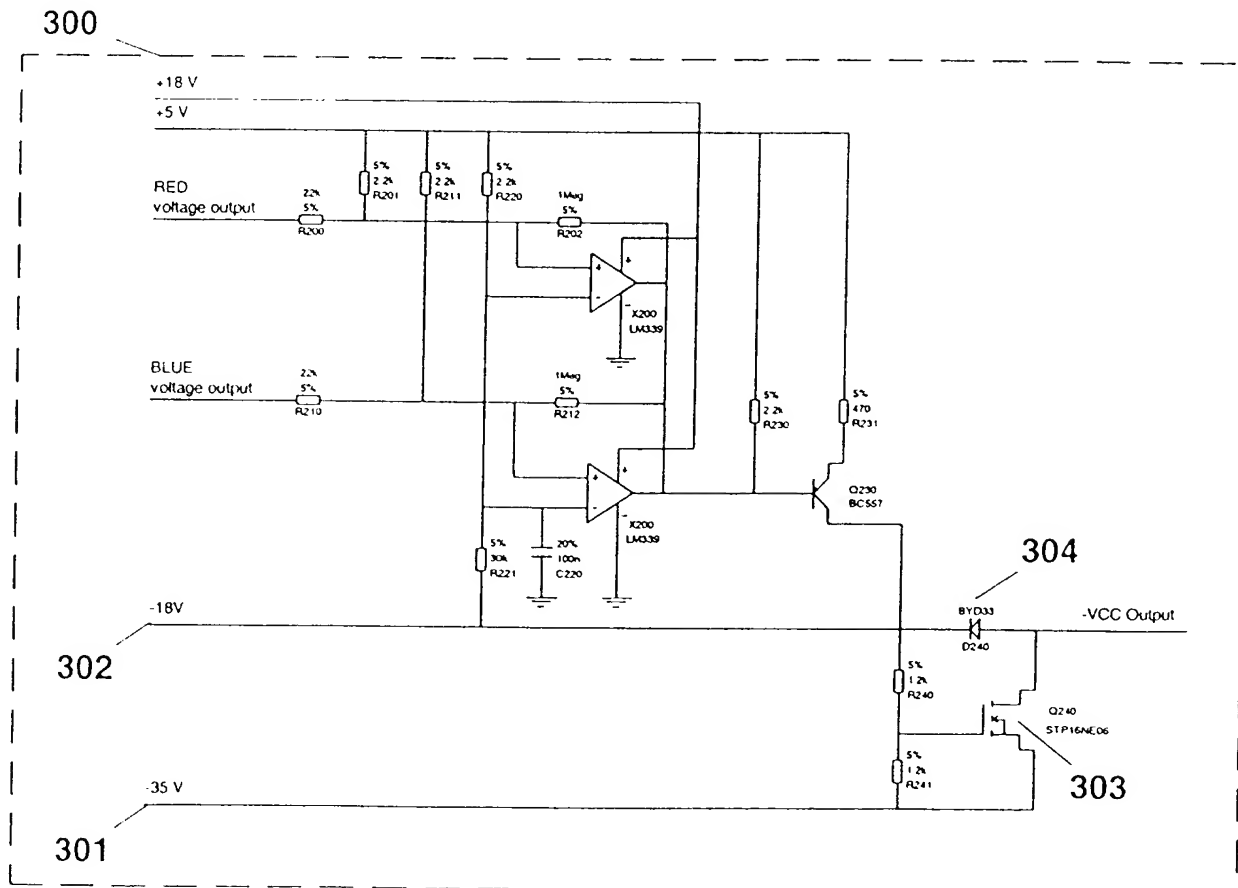 300
+18 V
+5 V
5%
2.2k
R201
5%
2.2k
R211
5%
2.2k
R220
RED
voltage output
22k
5%
R200
1Mag
5%
R202
+
+
-
-
X200
LM339
BLUE
voltage output
22k
5%
R210
1Mag
5%
R212
5%
2.2k
R230
5%
470
R231
+
+
-
-
X200
LM339
Q230
BC557
5%
30k
R221
20%
100n
C220
304
-18V
BYD33
D240
-VCC Output
302
5%
1.2k
R240
Q240
STP16NE06
5%
1.2k
R241
303
-35 V
301